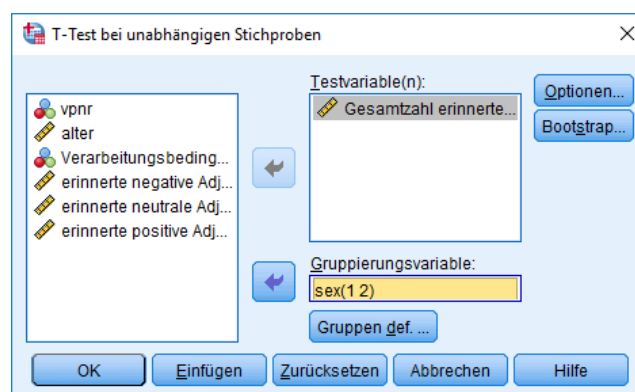 T-Test bei unabhängigen Stichproben
vpnr
alter
Verarbeitungsbeding...
erinnerte negative Adj...
erinnerte neutrale Adj...
erinnerte positive Adj...
Testvariable(n):
Gesamtzahl erinnerte...
Gruppierungsvariable:
sex(1 2)
Gruppen def. ...
Optionen...
Bootstrap...
OK
Einfügen
Zurücksetzen
Abbrechen
Hilfe